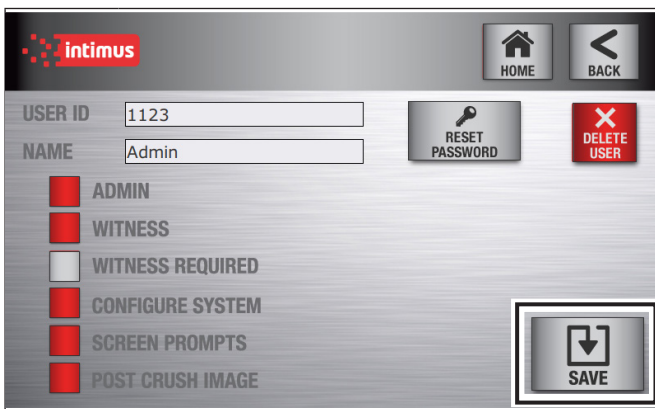 intimus
HOME
BACK
USER ID 1123
NAME Admin
RESET
PASSWORD
DELETE
USER
ADMIN
WITNESS
WITNESS REQUIRED
CONFIGURE SYSTEM
SCREEN PROMPTS
POST CRUSH IMAGE
SAVE